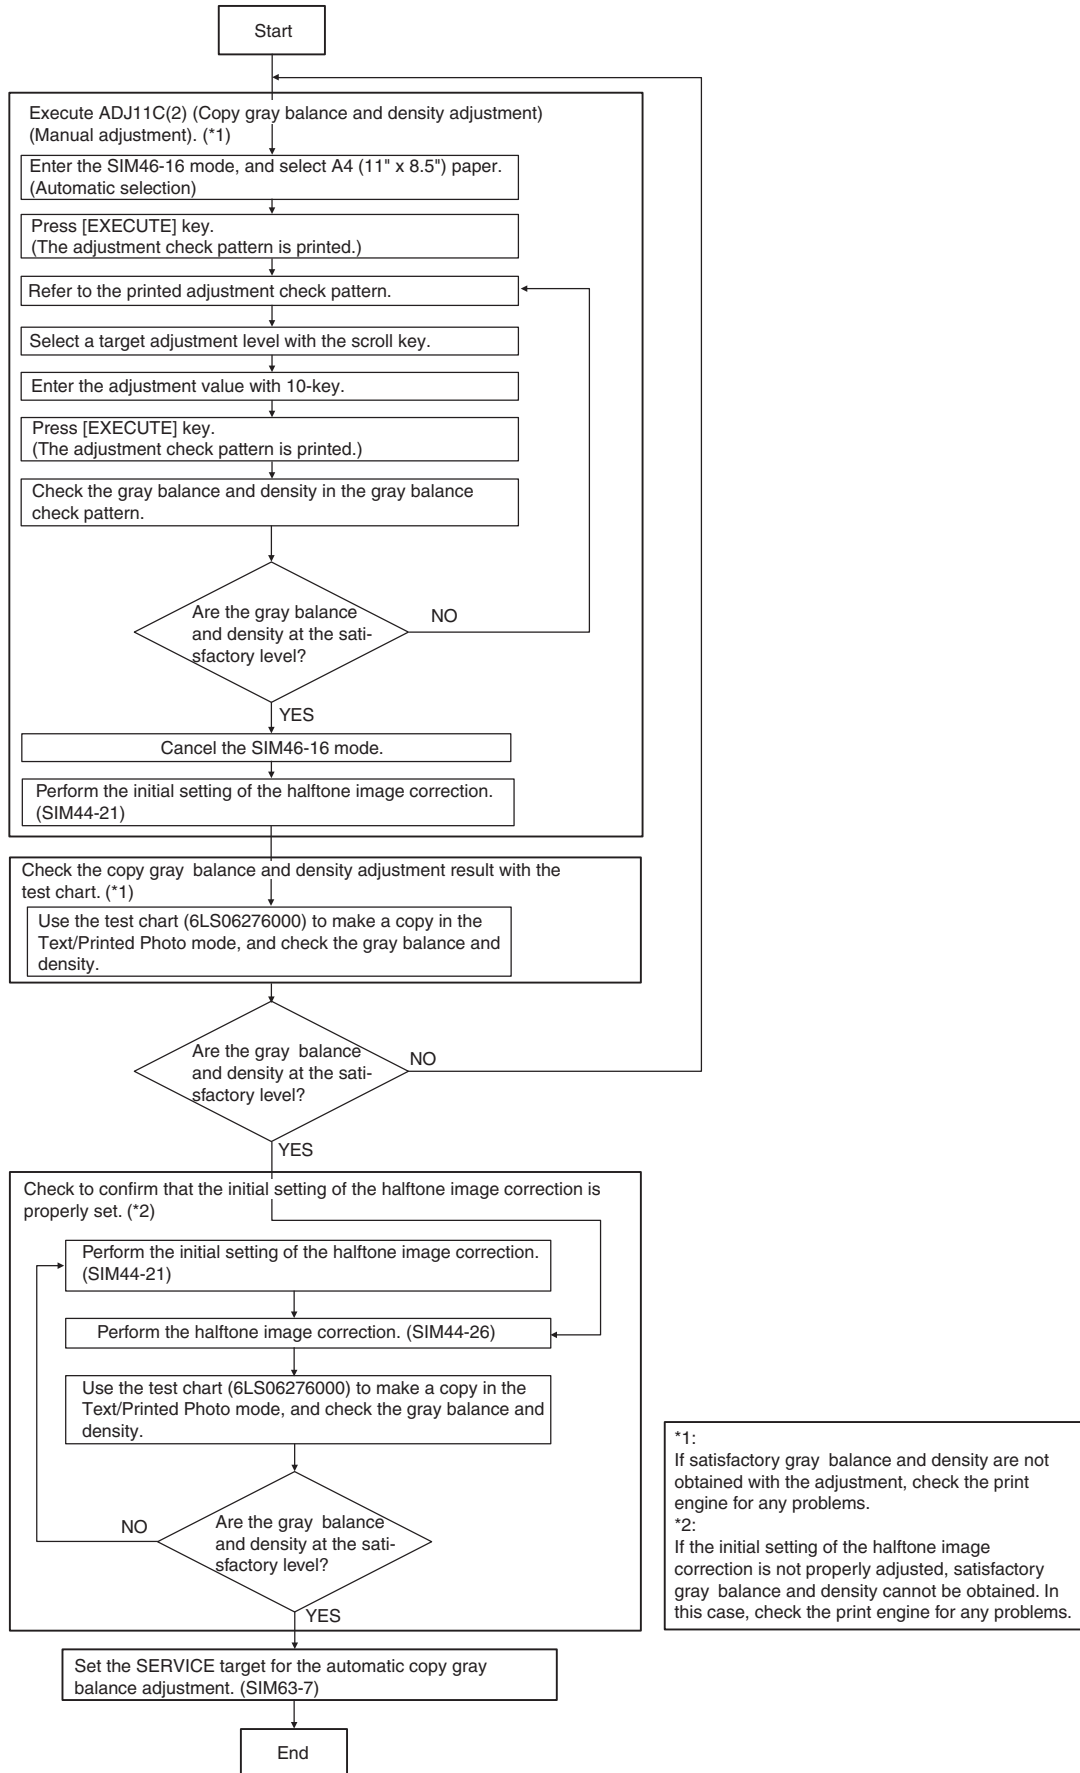 Start
Execute ADJ11C(2) (Copy gray balance and density adjustment)
(Manual adjustment). (*1)
Enter the SIM46-16 mode, and select A4 (11" x 8.5") paper.
(Automatic selection)
Press [EXECUTE] key.
(The adjustment check pattern is printed.)
Refer to the printed adjustment check pattern.
Select a target adjustment level with the scroll key.
Enter the adjustment value with 10-key.
Press [EXECUTE] key.
(The adjustment check pattern is printed.)
Check the gray balance and density in the gray balance
check pattern.
Are the gray balance
and density at the sati-
sfactory level?
NO
YES
Cancel the SIM46-16 mode.
Perform the initial setting of the halftone image correction.
(SIM44-21)
Check the copy gray balance and density adjustment result with the
test chart. (*1)
Use the test chart (6LS06276000) to make a copy in the
Text/Printed Photo mode, and check the gray balance and
density.
Are the gray balance
and density at the sati-
sfactory level?
NO
YES
Check to confirm that the initial setting of the halftone image correction is
properly set. (*2)
Perform the initial setting of the halftone image correction.
(SIM44-21)
Perform the halftone image correction. (SIM44-26)
Use the test chart (6LS06276000) to make a copy in the
Text/Printed Photo mode, and check the gray balance and
density.
Are the gray balance
and density at the sati-
sfactory level?
NO
YES
Set the SERVICE target for the automatic copy gray
balance adjustment. (SIM63-7)
End
*1:
If satisfactory gray balance and density are not
obtained with the adjustment, check the print
engine for any problems.
*2:
If the initial setting of the halftone image
correction is not properly adjusted, satisfactory
gray balance and density cannot be obtained. In
this case, check the print engine for any problems.